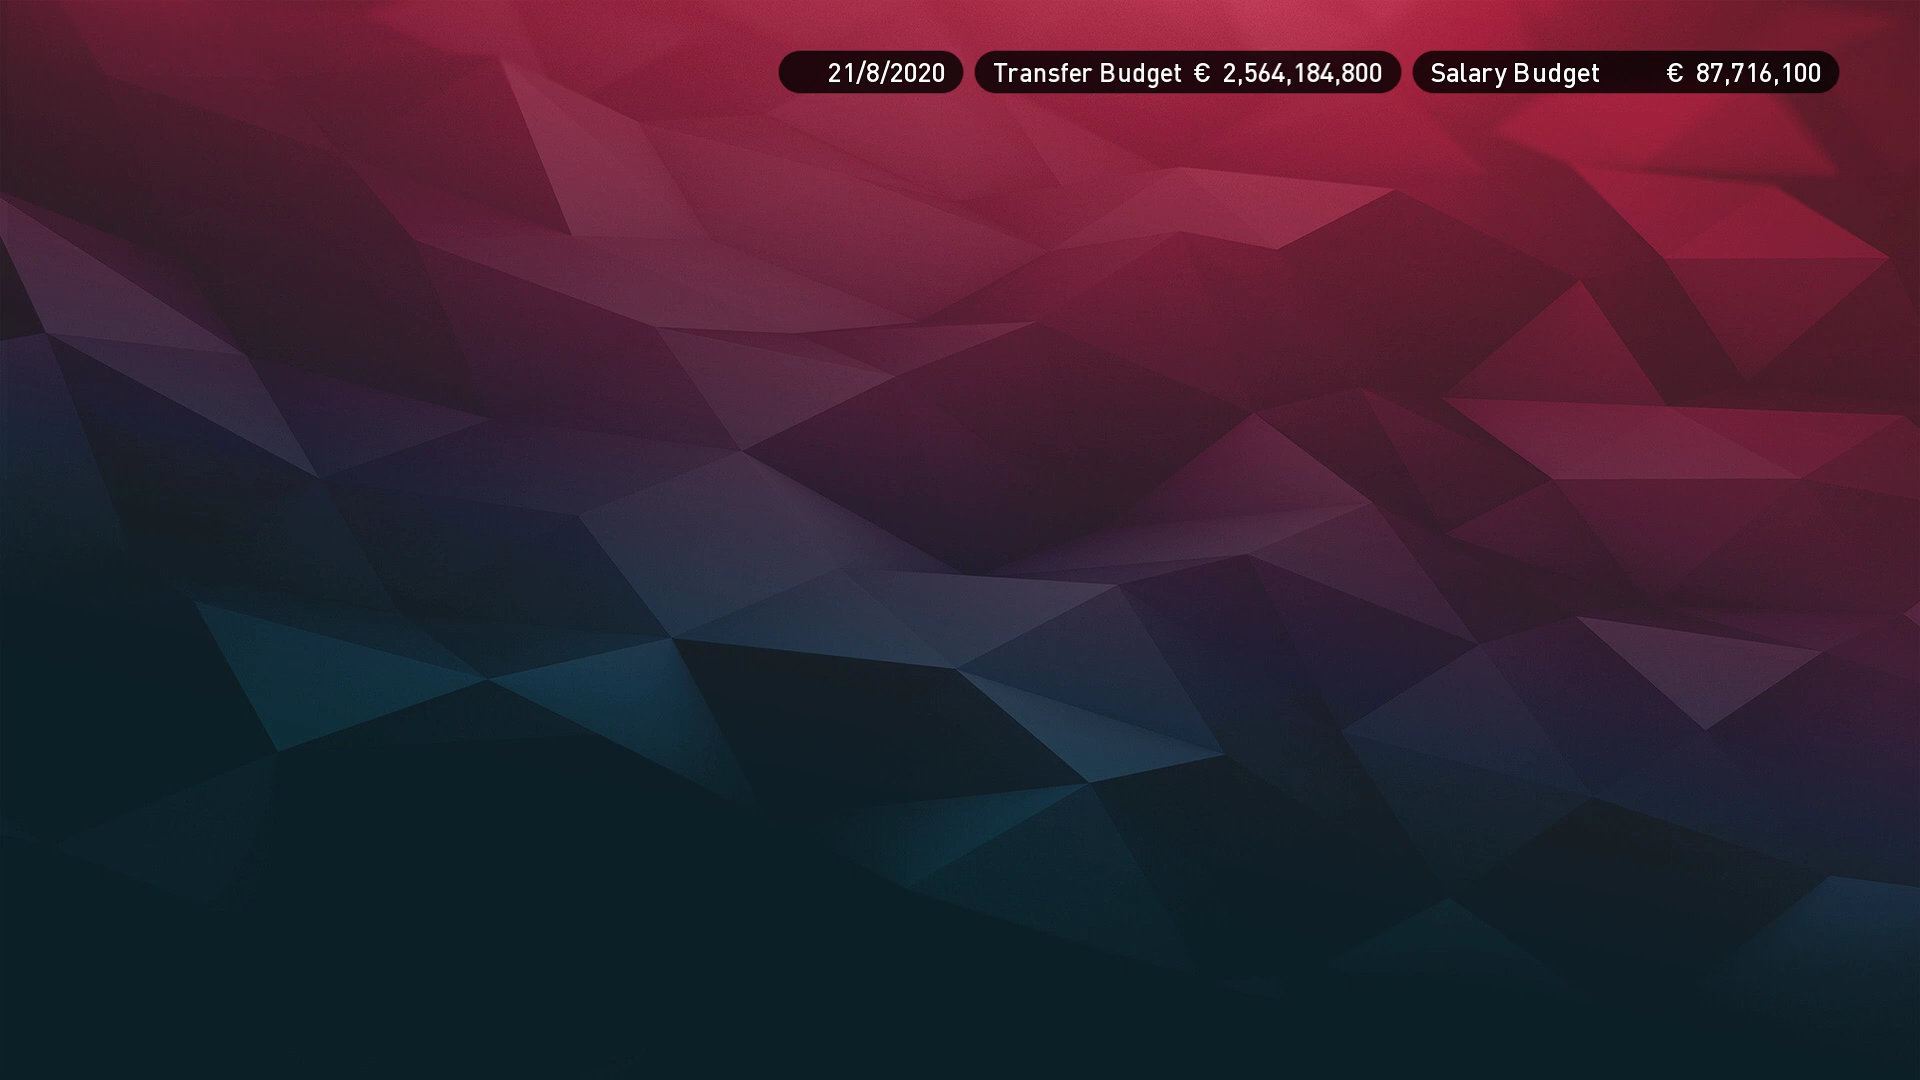 21/8/2020 Transfer Budget € 2,564,184,800 Salary Budget € 87,716,100